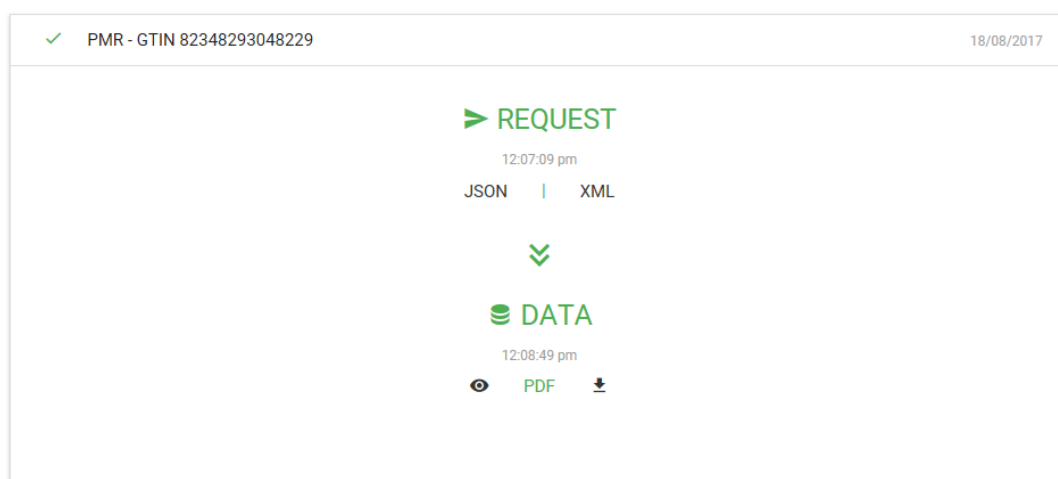 PMR - GTIN 82348293048229 18/08/2017
REQUEST
12:07:09 pm
JSON | XML
DATA
12:08:49 pm
PDF